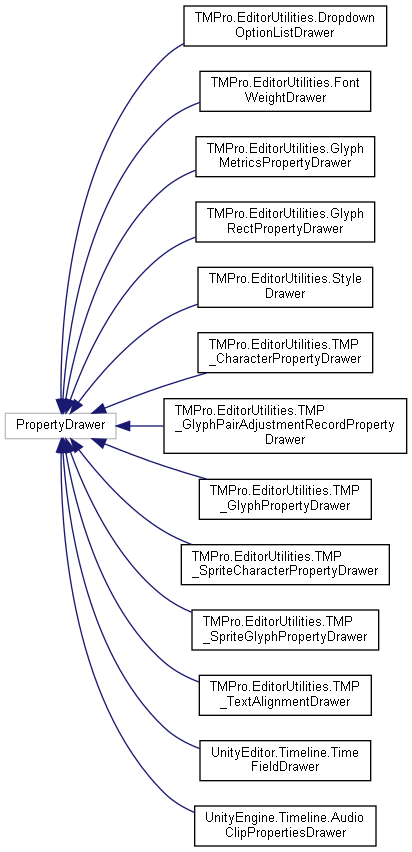 TMPro.EditorUtilities.Dropdown
OptionListDrawer
TMPro.EditorUtilities.Font
WeightDrawer
TMPro.EditorUtilities.Glyph
MetricsPropertyDrawer
TMPro.EditorUtilities.Glyph
RectPropertyDrawer
TMPro.EditorUtilities.Style
Drawer
TMPro.EditorUtilities.TMP
_CharacterPropertyDrawer
PropertyDrawer
TMPro.EditorUtilities.TMP
_GlyphPairAdjustmentRecordProperty
Drawer
TMPro.EditorUtilities.TMP
_GlyphPropertyDrawer
TMPro.EditorUtilities.TMP
_SpriteCharacterPropertyDrawer
TMPro.EditorUtilities.TMP
_SpriteGlyphPropertyDrawer
TMPro.EditorUtilities.TMP
_TextAlignmentDrawer
UnityEditor.Timeline.Time
FieldDrawer
UnityEngine.Timeline.Audio
ClipPropertiesDrawer